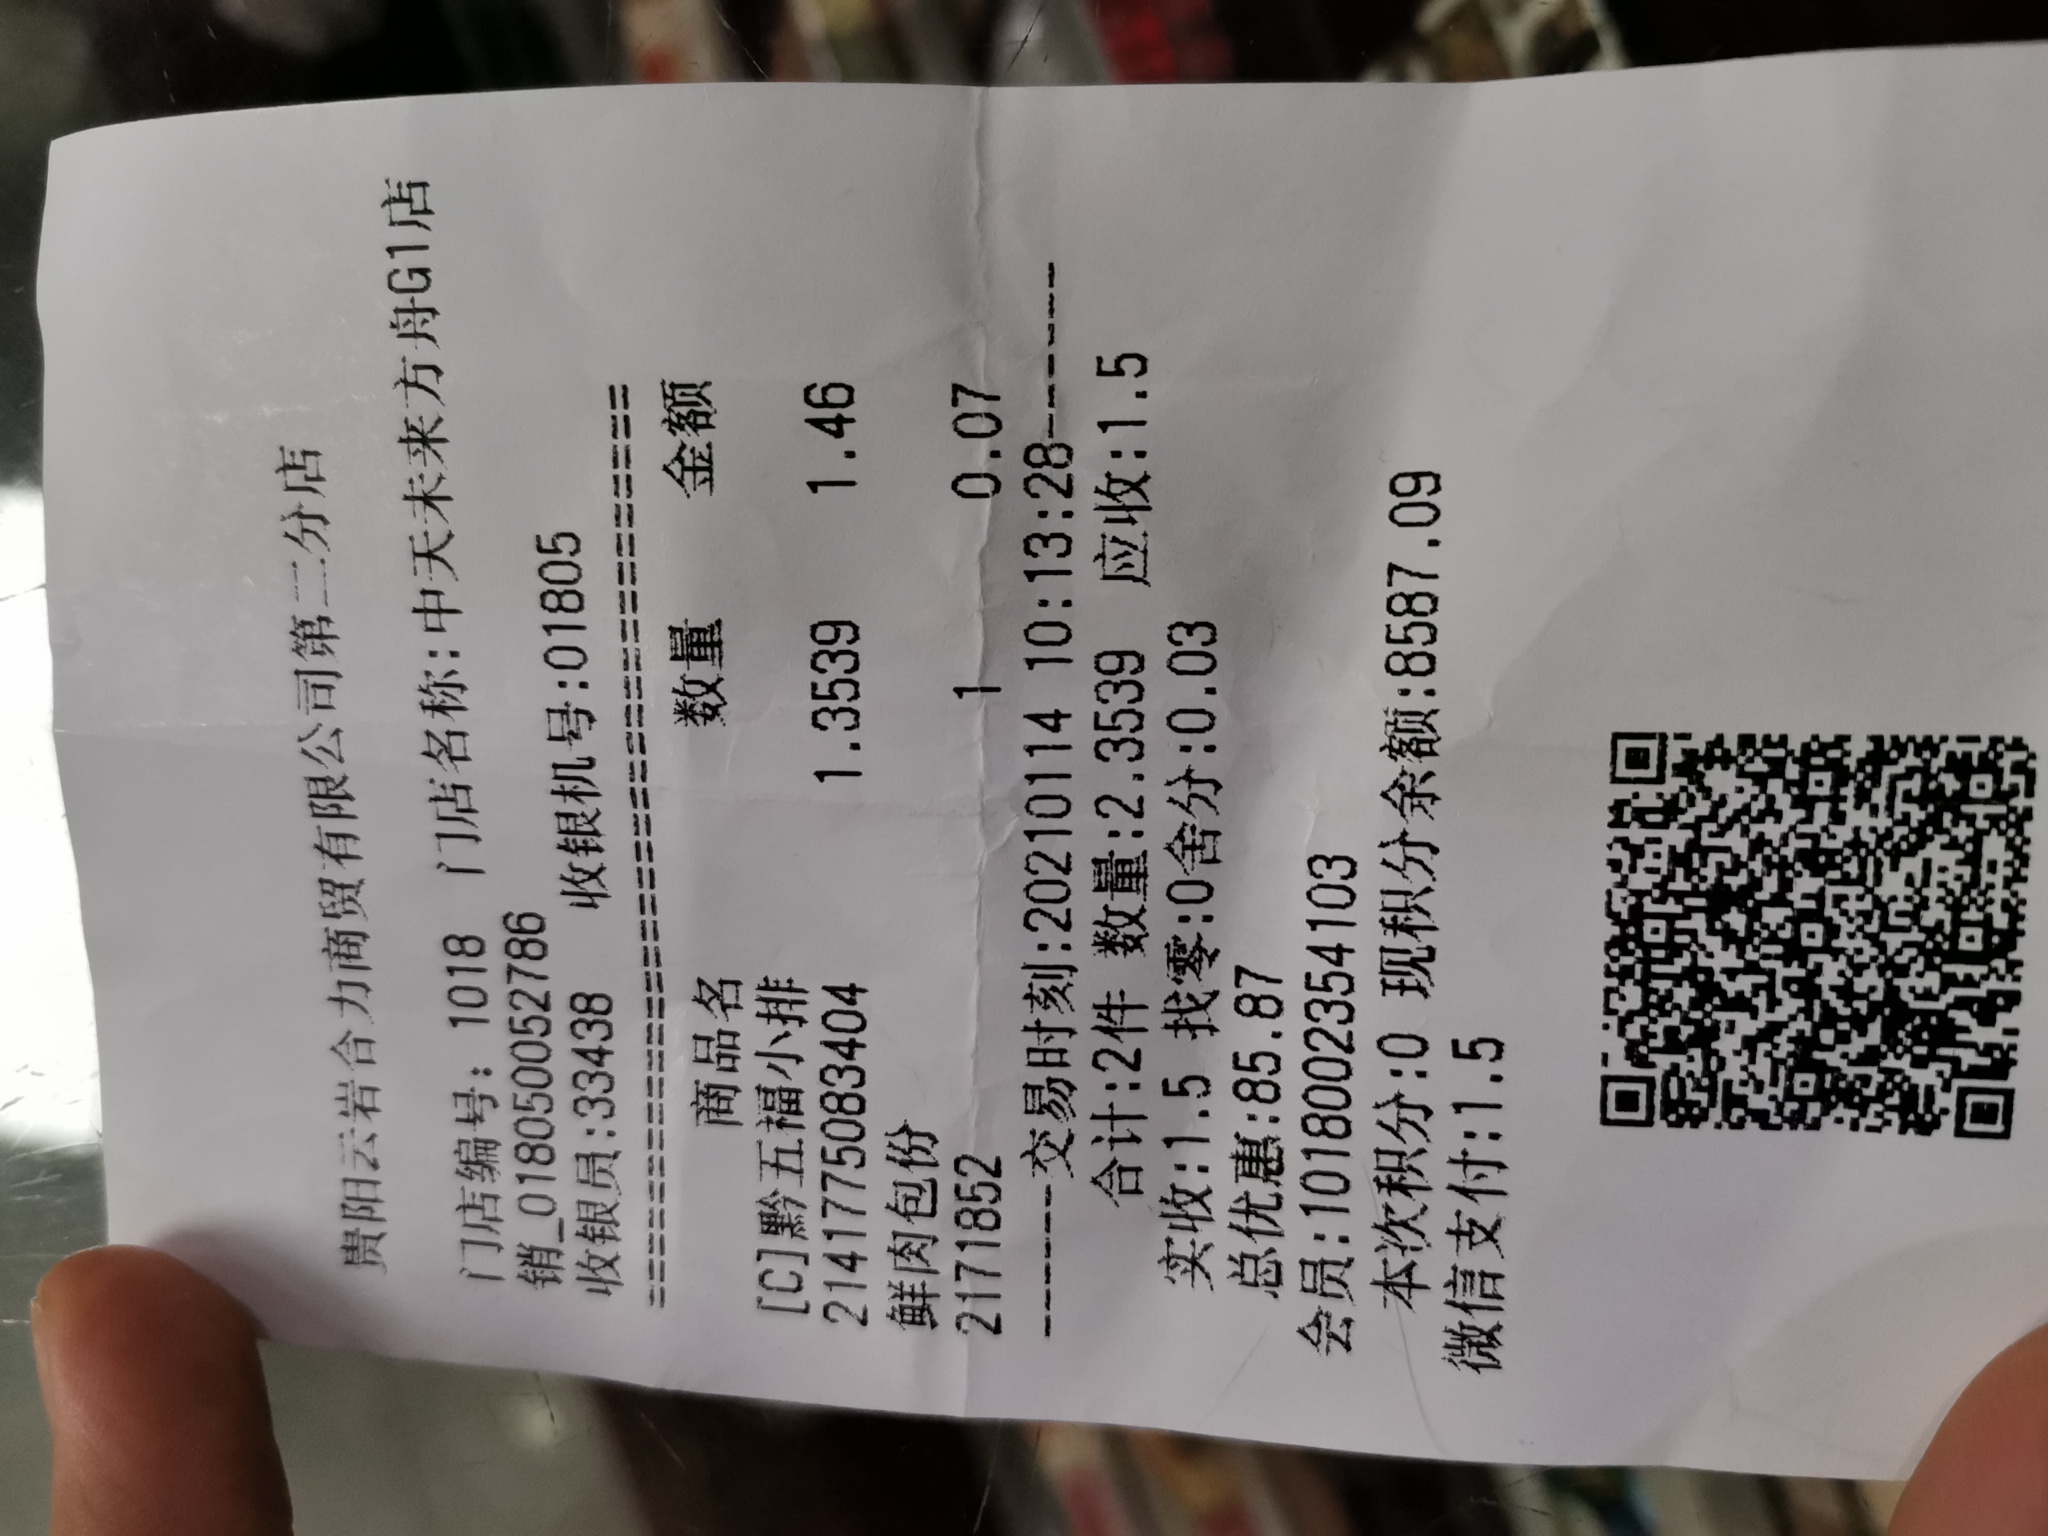 贵阳云岩合力商贸有限公司第二分店
门店编号：1018 门店名称:中天未来方舟G1店
销_0180500052786
收银员:33438 收银机号:01805
================================================
商品名 数量 金额
[C]黔五福小排
2141775083404 1.3539 1.46
鲜肉包份
2171852 1 0.07
-------交易时刻:20210114 10:13:28--------
合计:2件 数量:2.3539 应收:1.5
实收:1.5 找零:0舍分:0.03
总优惠:85.87
会员:1018002354103
本次积分:0 现积分余额:8587.09
微信支付:1.5